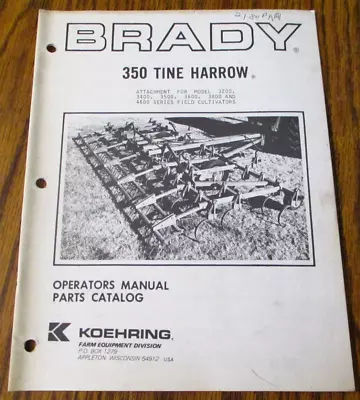 BRADY®
350 TINE HARROW®
ATTACHMENT FOR MODEL 3200,
3400, 3500, 3600, 3800 AND
4600 SERIES FIELD CULTIVATORS
OPERATORS MANUAL
PARTS CATALOG
K KOEHRING®
FARM EQUIPMENT DIVISION
P.O. BOX 1279
APPLETON, WISCONSIN 54912 USA